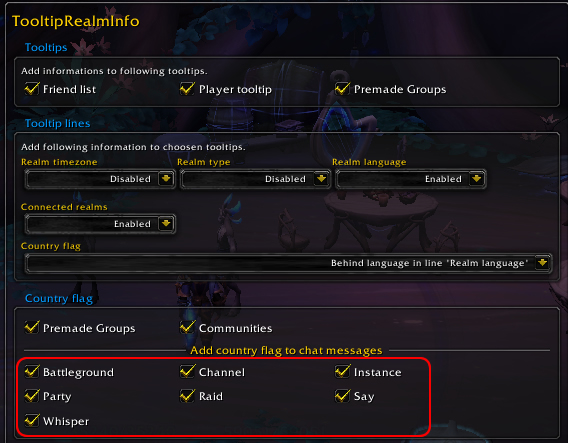 TooltipRealmInfo
Tooltips
Add informations to following tooltips.
Friend list Player tooltip Premade Groups
Tooltip lines
Add following information to choosen tooltips.
Realm timezone Realm type Realm language
Disabled Disabled Enabled
Connected realms
Enabled
Country flag
Behind language in line "Realm language"
Country flag
Premade Groups Communities
Add country flag to chat messages
Battleground Channel Instance
Party Raid Say
Whisper